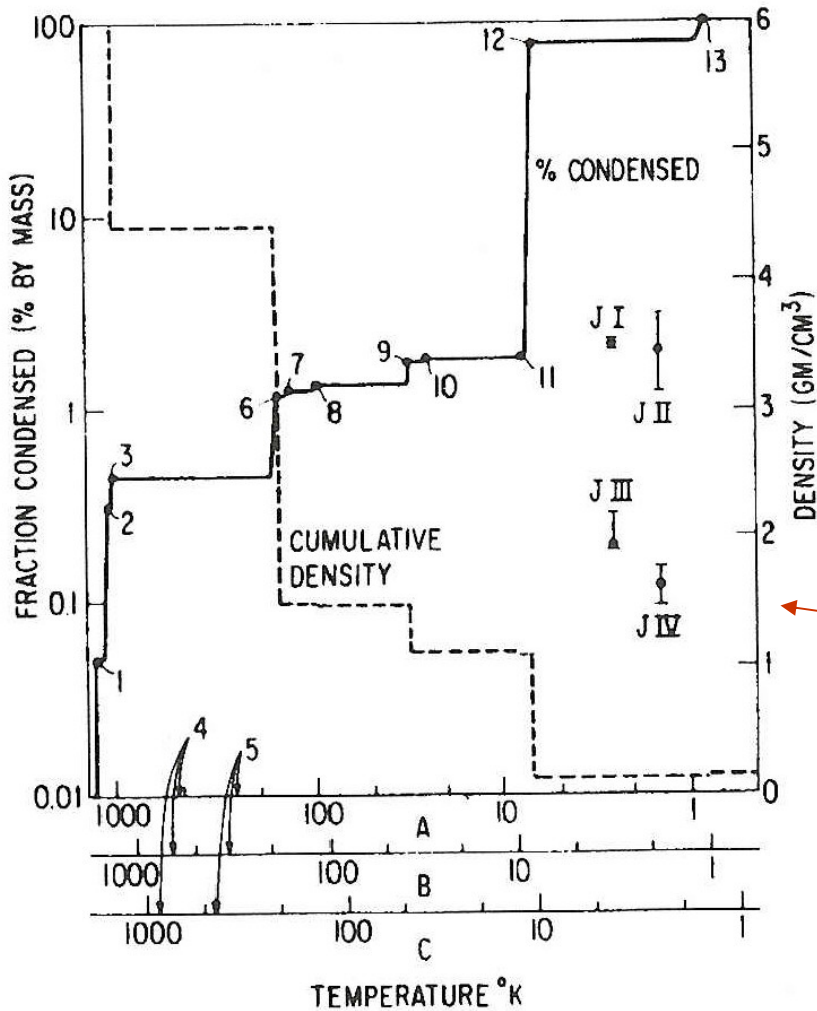 100
10
1
0.1
0.01
FRACTION CONDENSED (% BY MASS)
12
13
% CONDENSED
9
10
11
6
7
8
3
2
1
J I
J II
J III
J IV
CUMULATIVE
DENSITY
4
5
6
5
4
3
2
1
0
DENSITY (GM/CM³)
1000 100 10 1
A
1000 100 10 1
B
1000 100 10 1
C
TEMPERATURE °K